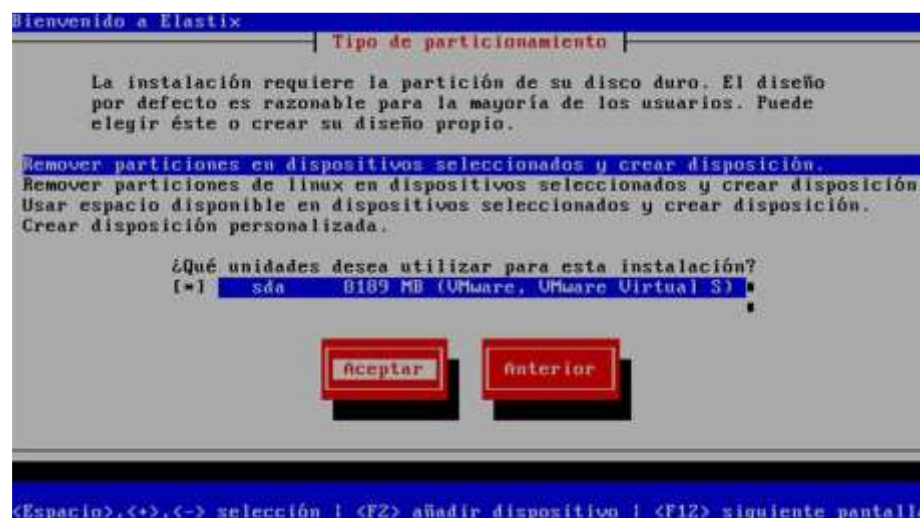 Bienvenido a Elastix
Tipo de particionamiento
La instalación requiere la partición de su disco duro. El diseño
por defecto es razonable para la mayoría de los usuarios. Puede
elegir éste o crear su diseño propio.
Remover particiones en dispositivos seleccionados y crear disposición.
Remover particiones de linux en dispositivos seleccionados y crear disposición
Usar espacio disponible en dispositivos seleccionados y crear disposición.
Crear disposición personalizada.
¿Qué unidades desea utilizar para esta instalación?
[*] sda 8189 MB (VMware, VMware Virtual S)
Aceptar Anterior
<Espacio>,<+>,<-> selección | <F2> añadir dispositivo | <F12> siguiente pantall